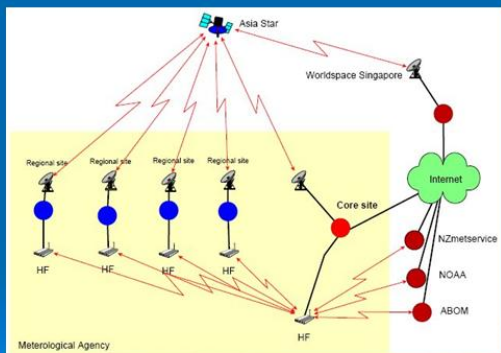 Asia Star
Worldspace Singapore
Regional site
Regional site
Regional site
Regional site
Internet
Core site
NZmetservice
HF
HF
HF
HF
NOAA
ABOM
HF
Meterological Agency